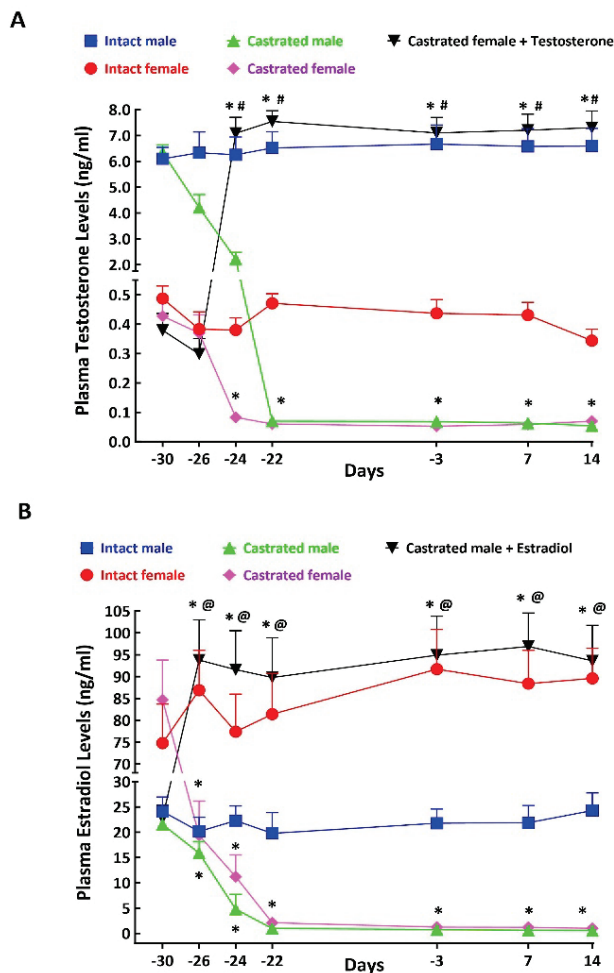 A
Intact male Castrated male Castrated female + Testosterone
Intact female Castrated female
* # * # * # * # *#
8.0
7.0
6.0
5.0
4.0
3.0
2.0
0.5
0.4
0.3
0.2
0.1
0.0
* * * * *
Plasma Testosterone Levels (ng/ml)
-30 -26 -24 -22 -3 7 14
Days
B
Intact male Castrated male Castrated male + Estradiol
Intact female Castrated female
* @ * @ * @ * @ * @ * @
105
100
95
90
85
80
75
70
30
25
20
15
10
5
0
* * * * * * * *
Plasma Estradiol Levels (ng/ml)
-30 -26 -24 -22 -3 7 14
Days